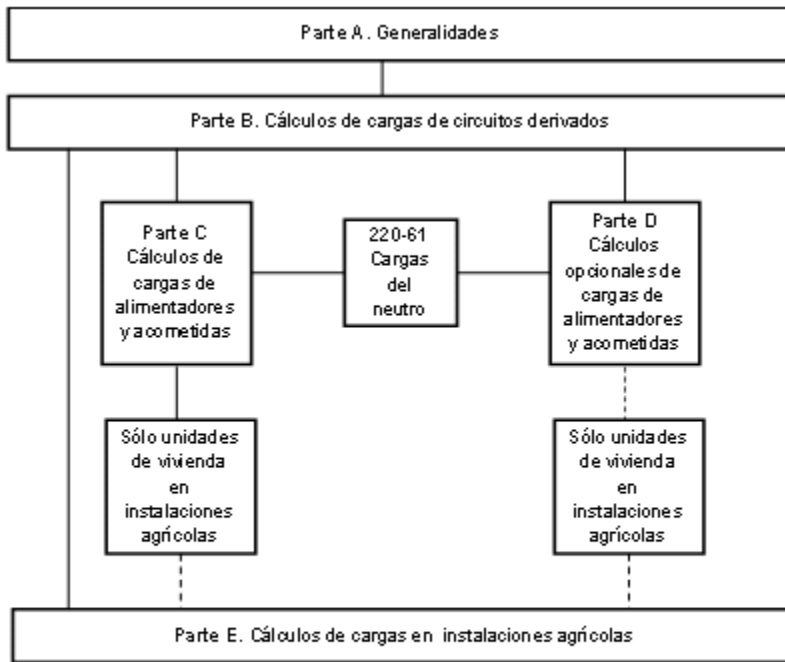 Parte A. Generalidades
Parte B. Cálculos de cargas de circuitos derivados
Parte C
Cálculos de
cargas de
alimentadores
y acometidas
220-61
Cargas
del
neutro
Parte D
Cálculos
opcionales de
cargas de
alimentadores
y acometidas
Sólo unidades
de vivienda
en
instalaciones
agrícolas
Sólo unidades
de vivienda
en
instalaciones
agrícolas
Parte E. Cálculos de cargas en instalaciones agrícolas